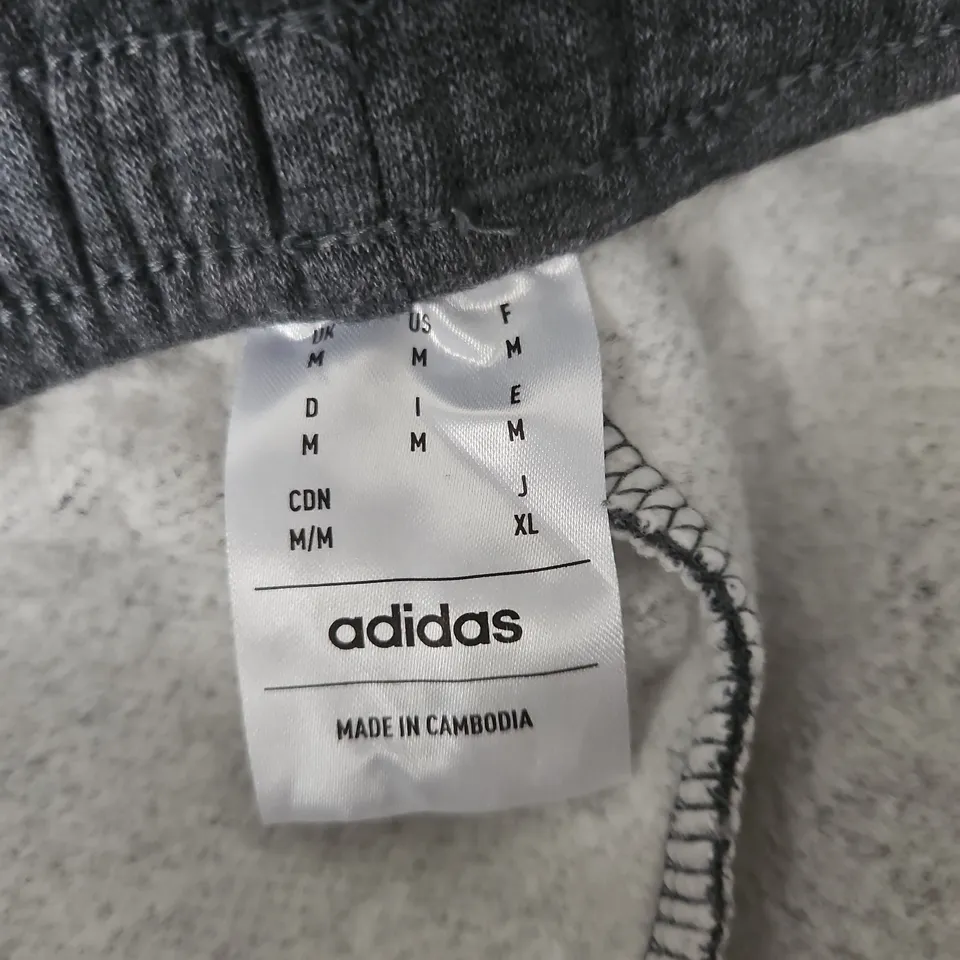 UK US F
M M M
D I E
M M M
CDN J
M/M XL
adidas
MADE IN CAMBODIA